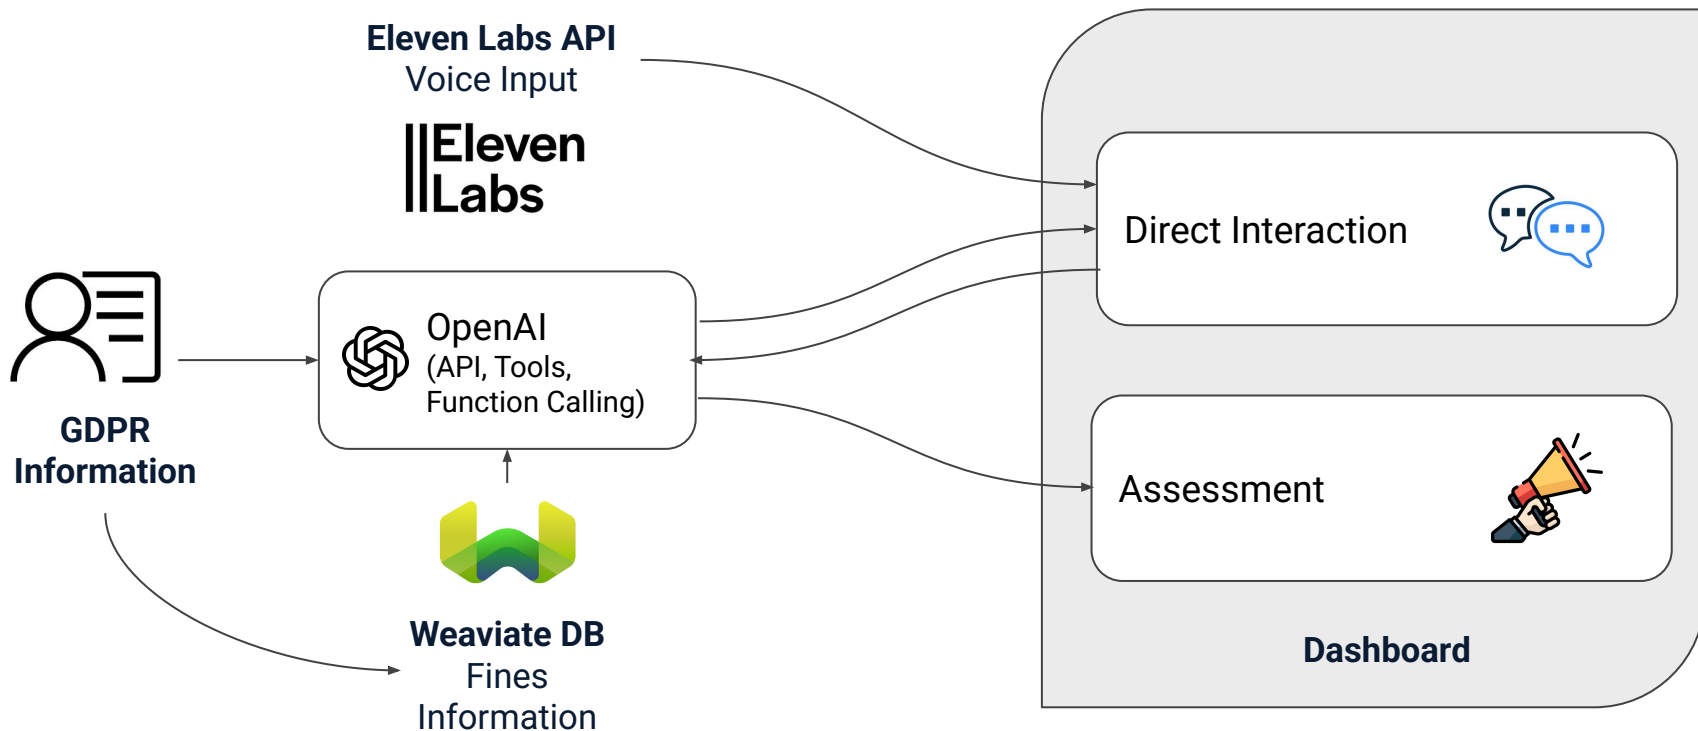 Eleven Labs API
Voice Input
Eleven
Labs
Direct Interaction
OpenAI
(API, Tools,
Function Calling)
GDPR
Information
Assessment
Weaviate DB
Fines
Information
Dashboard